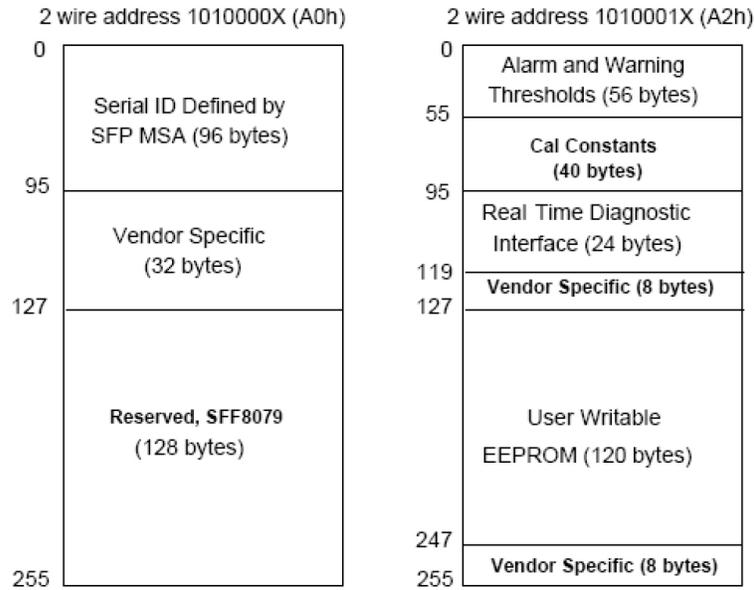 2 wire address 1010000X (A0h)
0
Serial ID Defined by
SFP MSA (96 bytes)
95
Vendor Specific
(32 bytes)
127
Reserved, SFF8079
(128 bytes)
255
2 wire address 1010001X (A2h)
0
Alarm and Warning
Thresholds (56 bytes)
55
Cal Constants
(40 bytes)
95
Real Time Diagnostic
Interface (24 bytes)
119
Vendor Specific (8 bytes)
127
User Writable
EEPROM (120 bytes)
247
Vendor Specific (8 bytes)
255